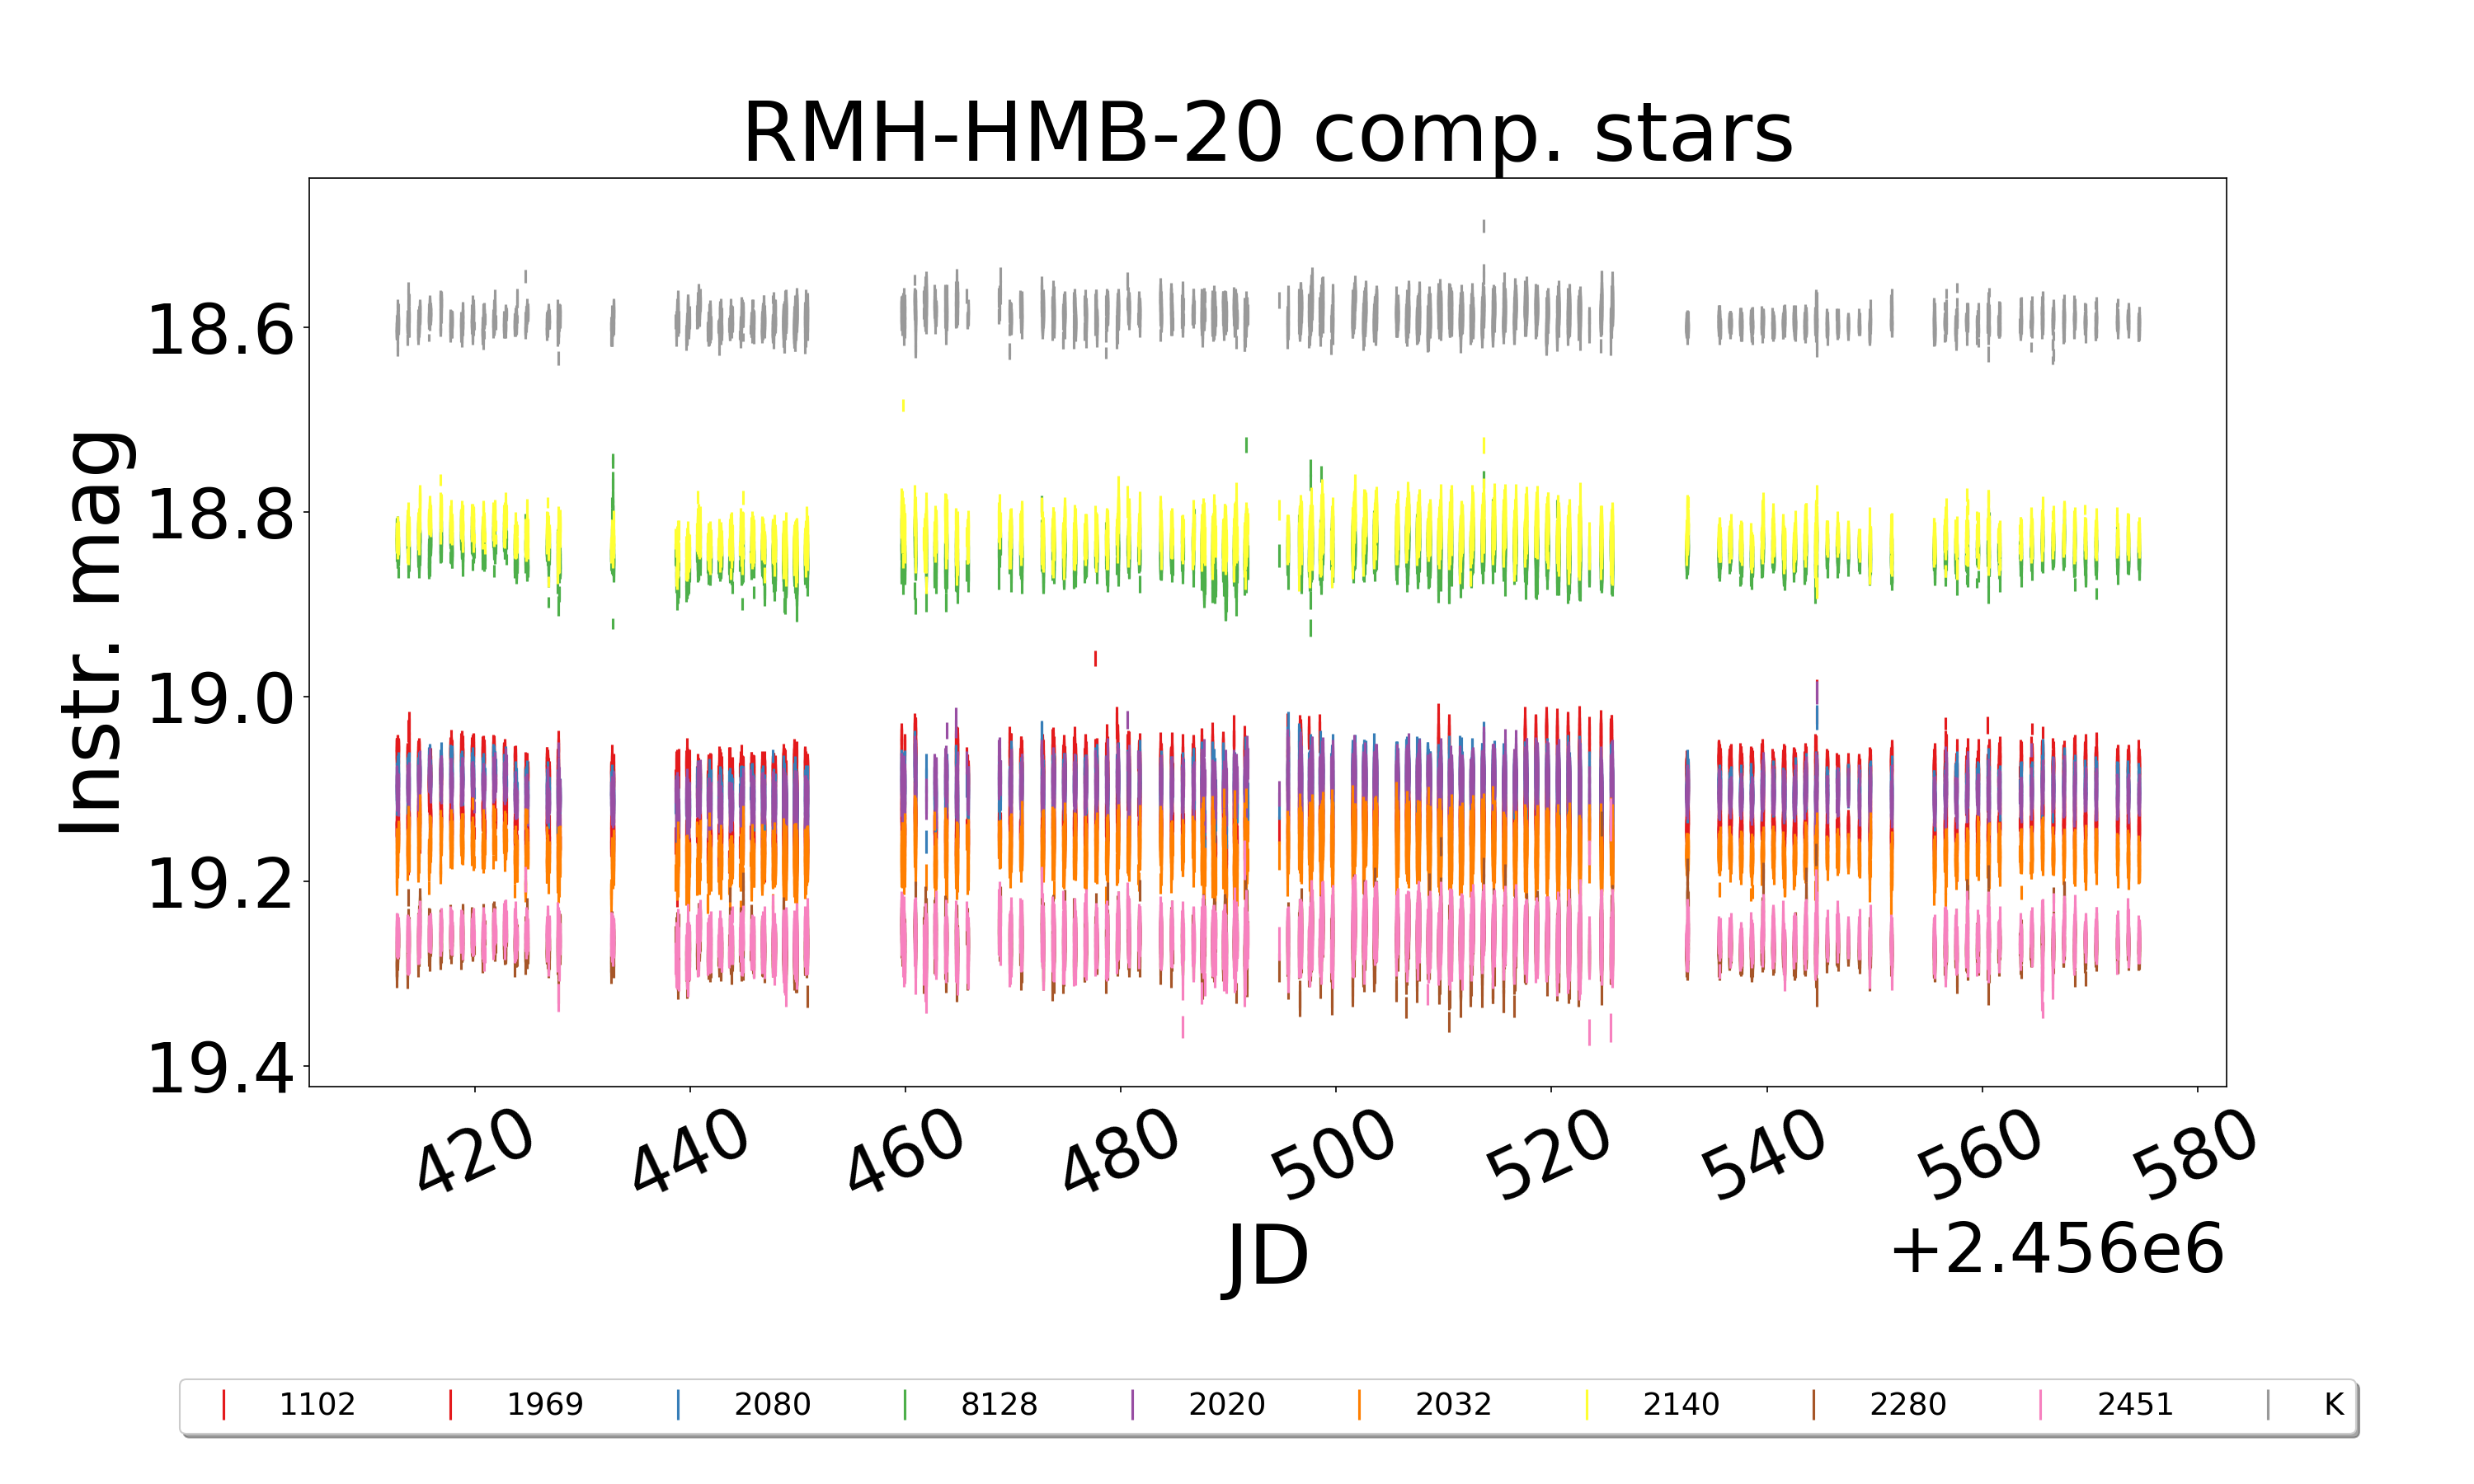 RMH-HMB-20 comp. stars
Instr. mag
18.6
18.8
19.0
19.2
19.4
420 440 460 480 500 520 540 560 580
JD
+2.456e6
1102 1969 2080 8128 2020 2032 2140 2280 2451 K